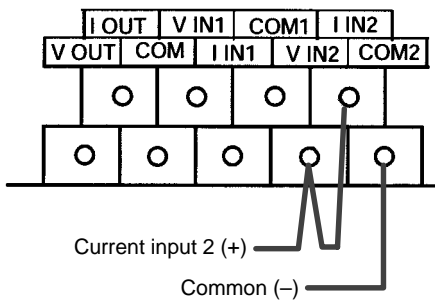 I OUT V IN1 COM1 I IN2
V OUT COM I IN1 V IN2 COM2
Current input 2 (+)
Common (–)